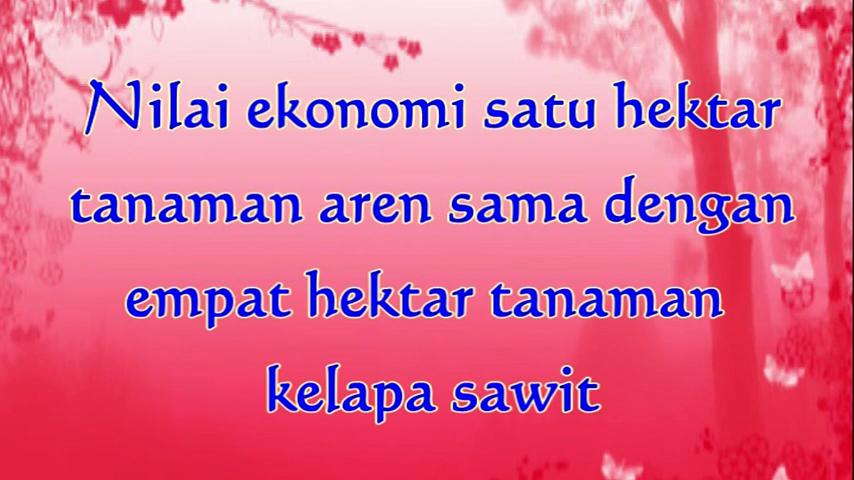 Nilai ekonomi satu hektar
tanaman aren sama dengan
empat hektar tanaman
kelapa sawit